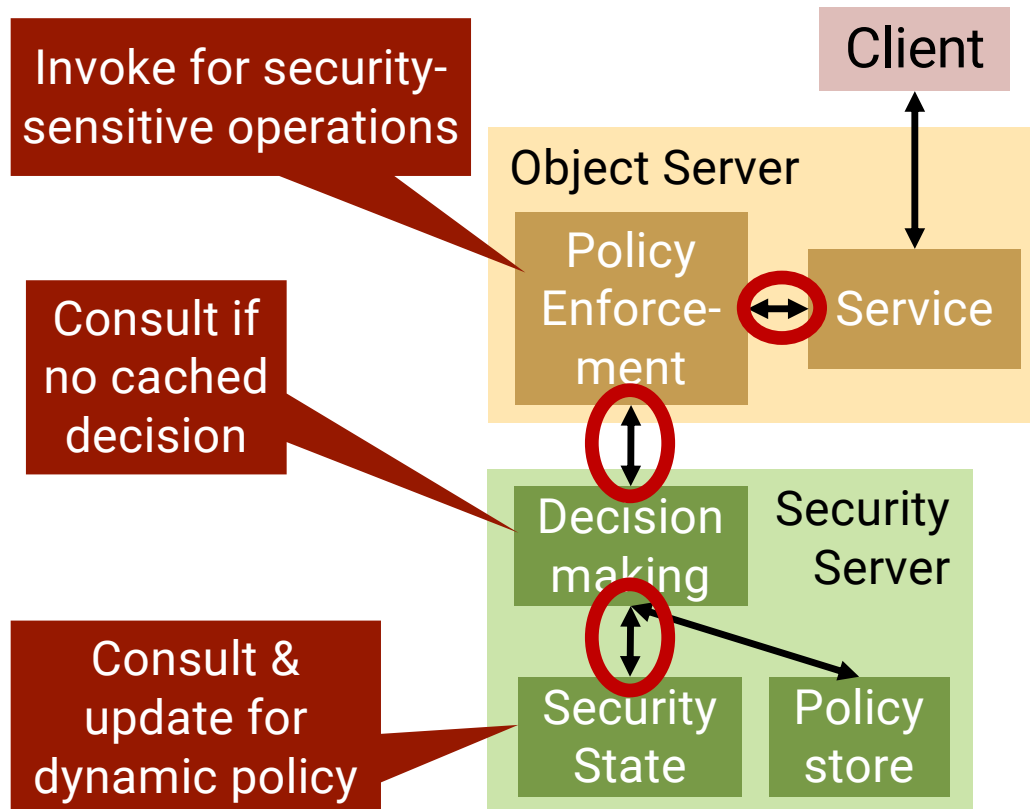 Invoke for security-
sensitive operations
Client
Object Server
Policy
Enforce-
ment
Service
Consult if
no cached
decision
Decision
making
Security
Server
Consult &
update for
dynamic policy
Security
State
Policy
store